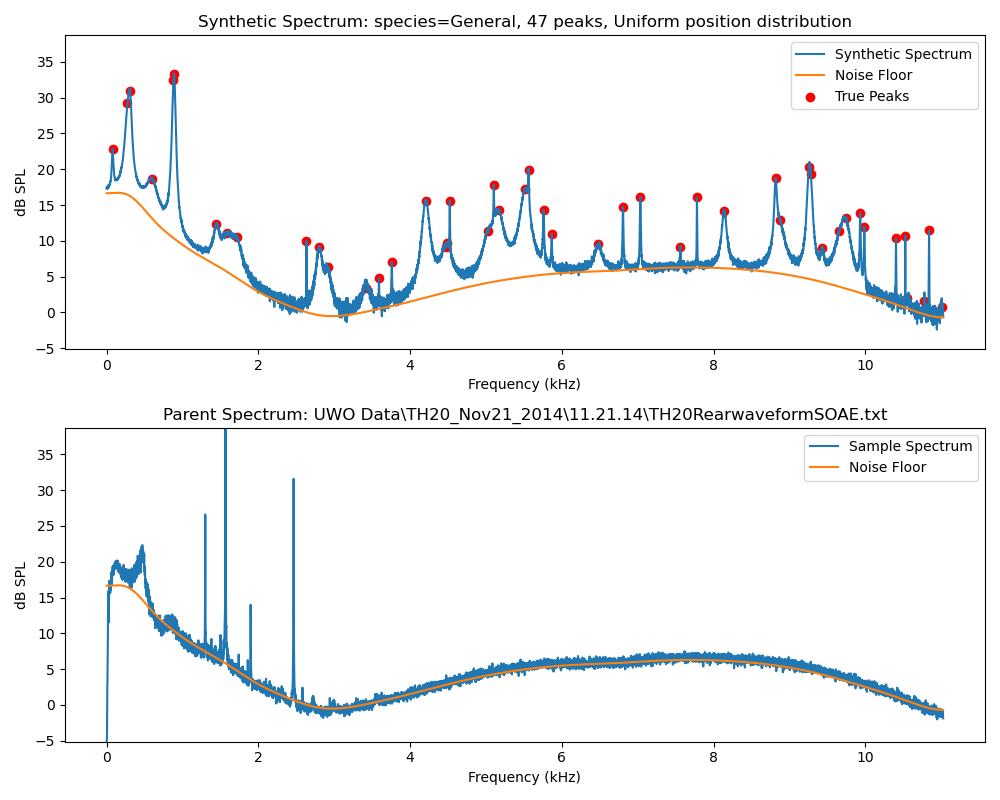 Synthetic Spectrum: species=General, 47 peaks, Uniform position distribution
dB SPL
35
30
25
20
15
10
5
0
−5
Synthetic Spectrum
Noise Floor
True Peaks
0 2 4 6 8 10
Frequency (kHz)
Parent Spectrum: UWO Data\TH20_Nov21_2014\11.21.14\TH20RearwaveformSOAE.txt
dB SPL
35
30
25
20
15
10
5
0
−5
Sample Spectrum
Noise Floor
0 2 4 6 8 10
Frequency (kHz)